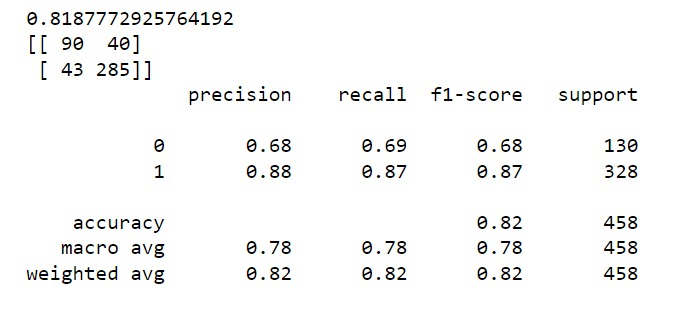 0.8187772925764192
[[ 90  40]
 [ 43 285]]
              precision    recall  f1-score   support

           0       0.68      0.69      0.68       130
           1       0.88      0.87      0.87       328

    accuracy                           0.82       458
   macro avg       0.78      0.78      0.78       458
weighted avg       0.82      0.82      0.82       458